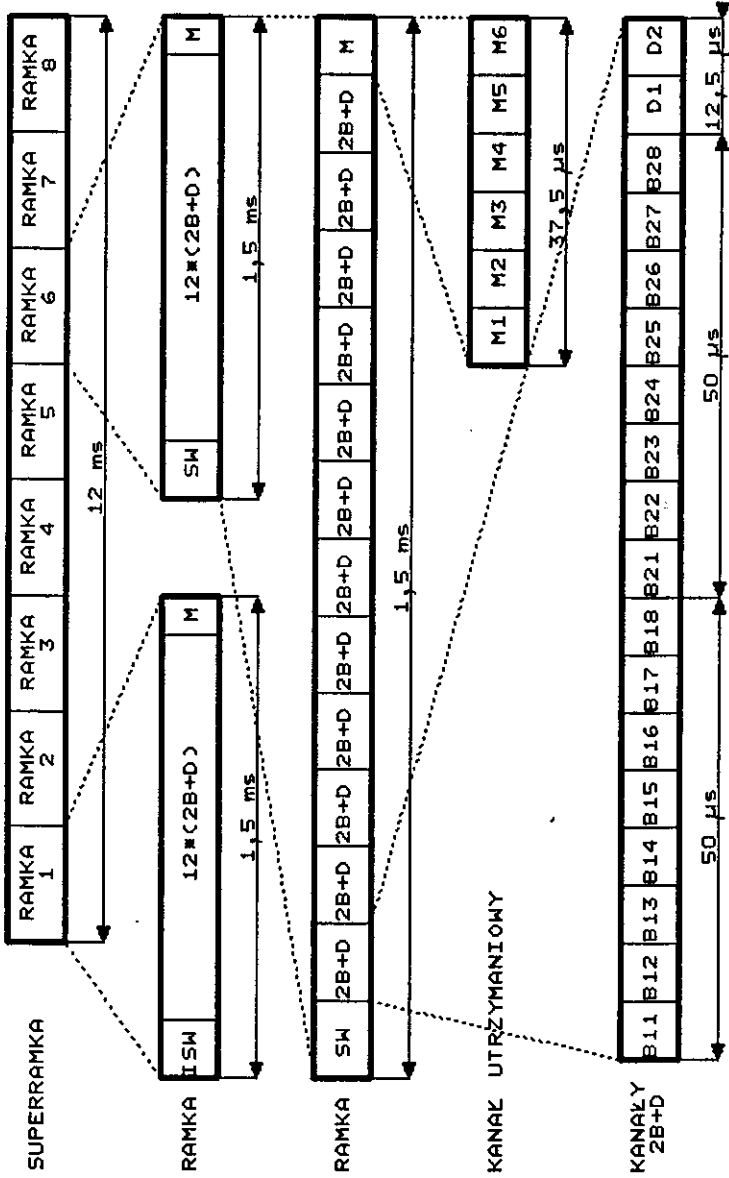 SUPERRAMKA
RAMKA 1
RAMKA 2
RAMKA 3
RAMKA 4
RAMKA 5
RAMKA 6
RAMKA 7
RAMKA 8
12 ms
RAMKA
ISW 12*(2B+D) M
SW 12*(2B+D) M
1,5 ms
1,5 ms
RAMKA
SW 2B+D 2B+D 2B+D 2B+D 2B+D 2B+D 2B+D 2B+D 2B+D 2B+D 2B+D 2B+D M
1,5 ms
KANAŁ UTRZYMANIOWY
M1 M2 M3 M4 M5 M6
37,5 µs
KANAŁY
2B+D
B11 B12 B13 B14 B15 B16 B17 B18 B21 B22 B23 B24 B25 B26 B27 B28 D1 D2
50 µs
50 µs
12,5 µs